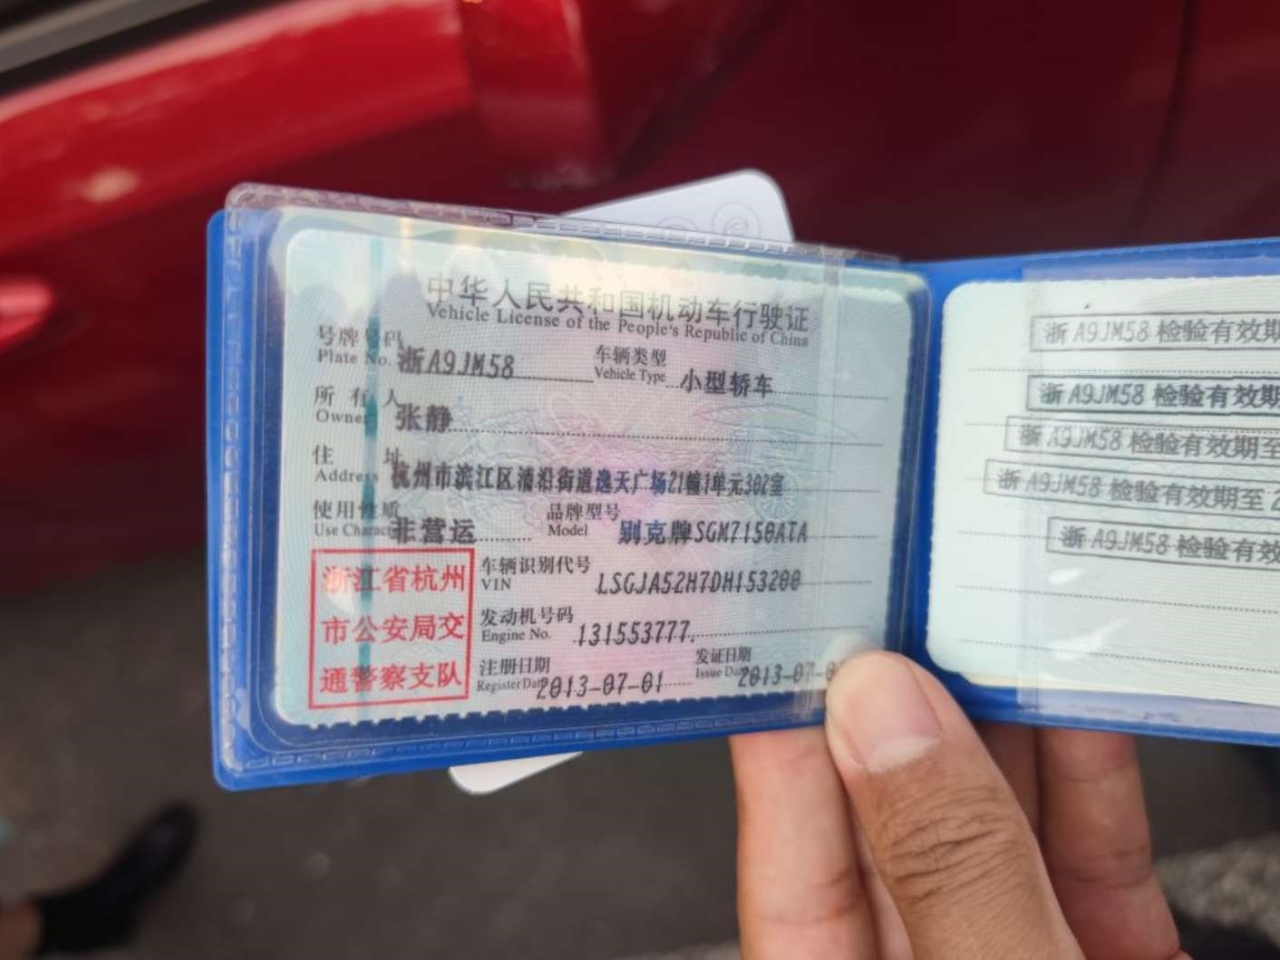 中华人民共和国机动车行驶证
Vehicle License of the People's Republic of China
号牌号码 浙A9JM58 车辆类型 小型轿车
Plate No. Vehicle Type
所有人 张静
Owner
住址 杭州市滨江区浦沿街道逸天广场21幢1单元302室
Address
使用性质 非营运 品牌型号 别克牌SGM7150ATA
Use Charact Model
车辆识别代号 LSGJA52H7DH153200
VIN
发动机号码 131553777
Engine No.
注册日期 2013-07-01 发证日期 2013-07-0
Register Dat Issue Dat
浙江省杭州
市公安局交
通警察支队
浙A9JM58 检验有效期
浙A9JM58 检验有效期
浙A9JM58 检验有效期至
浙A9JM58 检验有效期至 2
浙A9JM58 检验有效